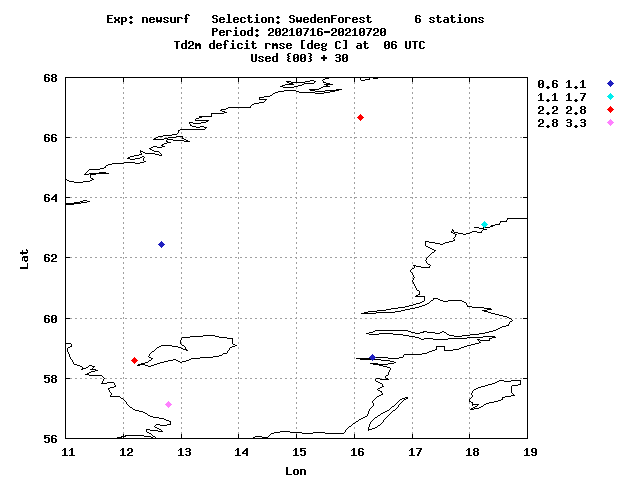 Exp: newsurf   Selection: SwedenForest      6 stations
Period: 20210716-20210720
Td2m deficit rmse [deg C] at  06 UTC
Used {00} + 30
0.6 1.1
1.1 1.7
2.2 2.8
2.8 3.3
68
66
64
62
60
58
56
Lat
11 12 13 14 15 16 17 18 19
Lon